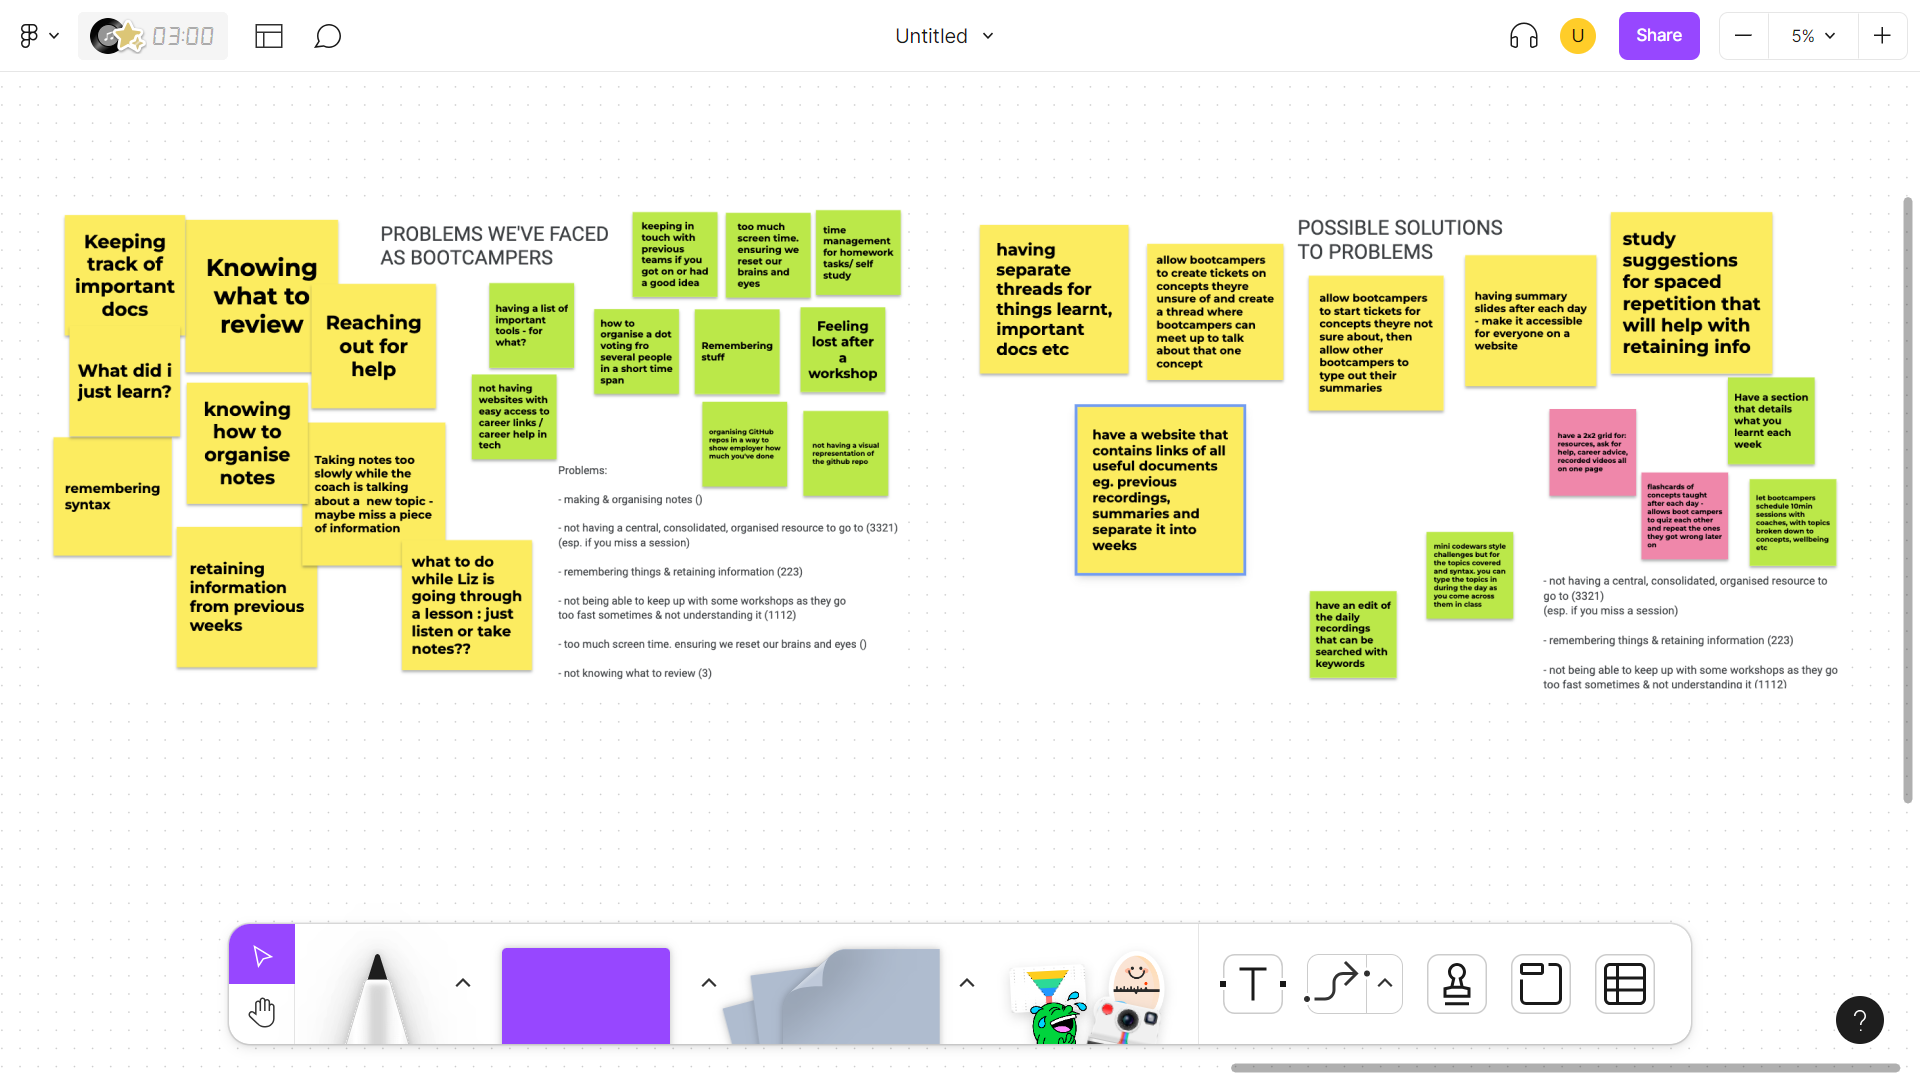 03:00
Untitled
U
Share
5%
Keeping
track of
important
docs
Knowing
what to
review
Reaching
out for
help
What did i
just learn?
knowing
how to
organise
notes
remembering
syntax
Taking notes too
slowly while the
coach is talking
about a new topic -
maybe miss a piece
of information
retaining
information
from previous
weeks
what to do
while Liz is
going through
a lesson : just
listen or take
notes??
PROBLEMS WE'VE FACED
AS BOOTCAMPERS
keeping in
touch with
previous
teams if you
got on or had
a good idea
too much
screen time.
ensuring we
reset our
brains and
eyes
time
management
for homework
tasks/ self
study
having a list of
important
tools - for
what?
how to
organise a dot
voting fro
several people
in a short time
span
Remembering
stuff
Feeling
lost after
a
workshop
not having
websites with
easy access to
career links /
career help in
tech
organising GitHub
repos in a way to
show employer how
much you've done
not having a visual
representation of
the github repo
Problems:
- making & organising notes ()
- not having a central, consolidated, organised resource to go to (3321)
(esp. if you miss a session)
- remembering things & retaining information (223)
- not being able to keep up with some workshops as they go
too fast sometimes & not understanding it (1112)
- too much screen time. ensuring we reset our brains and eyes ()
- not knowing what to review (3)
having
separate
threads for
things learnt,
important
docs etc
allow bootcampers
to create tickets on
concepts theyre
unsure of and create
a thread where
bootcampers can
meet up to talk
about that one
concept
POSSIBLE SOLUTIONS
TO PROBLEMS
allow bootcampers
to start tickets for
concepts theyre not
sure about, then
allow other
bootcampers to
type out their
summaries
having summary
slides after each day
- make it accessible
for everyone on a
website
study
suggestions
for spaced
repetition that
will help with
retaining info
have a website that
contains links of all
useful documents
eg. previous
recordings,
summaries and
separate it into
weeks
have a 2x2 grid for:
resources, ask for
help, career advice,
recorded videos all
on one page
Have a section
that details
what you
learnt each
week
flashcards of
concepts taught
after each day -
allows boot campers
to quiz each other
and repeat the ones
they got wrong later
on
let bootcampers
schedule 10min
sessions with
coaches, with topics
broken down to
concepts, wellbeing
etc
mini codewars style
challenges but for
the topics covered
and syntax. you can
type the topics in
during the day as
you come across
them in class
have an edit of
the daily
recordings
that can be
searched with
keywords
- not having a central, consolidated, organised resource to
go to (3321)
(esp. if you miss a session)
- remembering things & retaining information (223)
- not being able to keep up with some workshops as they go
too fast sometimes & not understanding it (1112)
T
?